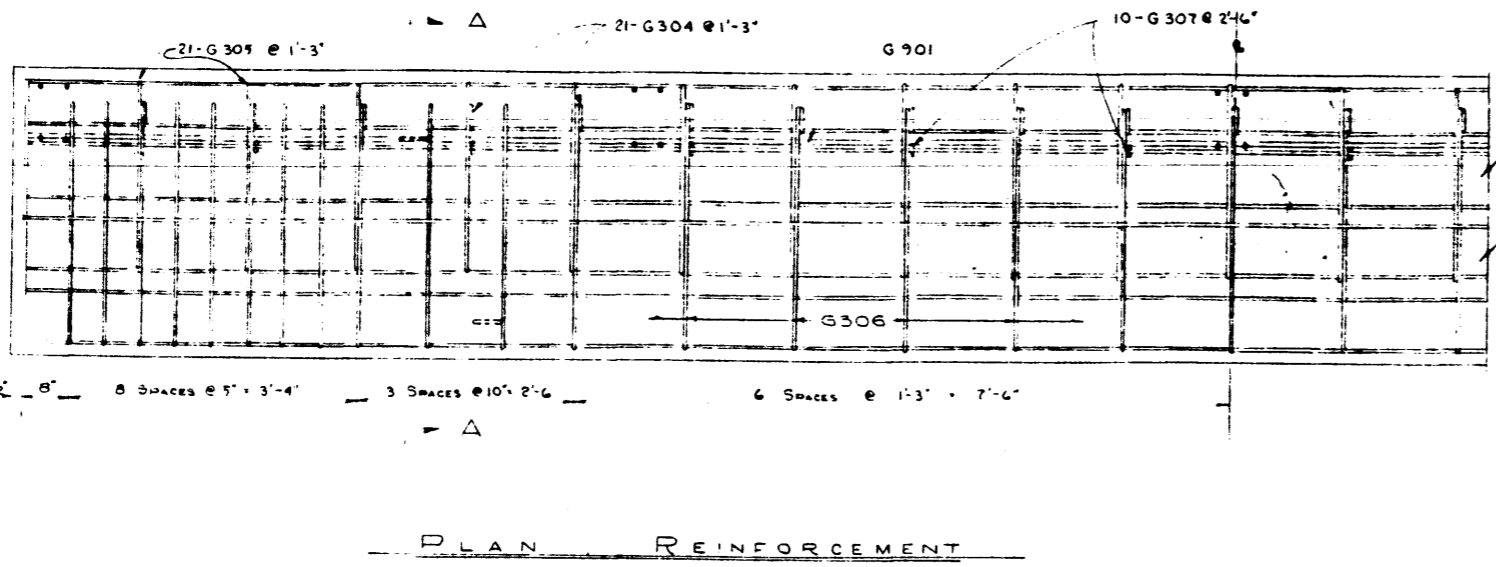 Δ
21-G304 @ 1'-3"
10-G307 @ 2'-6"
21-G305 @ 1'-3"
G901
G306
8"
8 SPACES @ 5" = 3'-4"
3 SPACES @ 10" = 2'-6
6 SPACES @ 1'-3" = 7'-6"
Δ
PLAN REINFORCEMENT